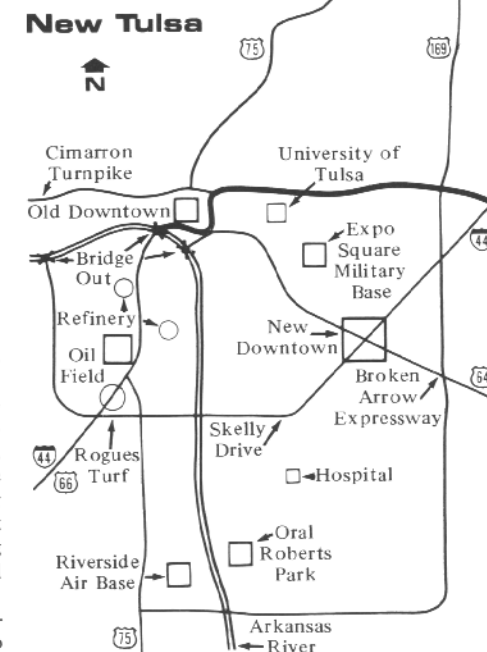 New Tulsa
75
169
N
Cimarron
Turnpike
University of
Tulsa
Old Downtown
Expo
Square
Military
Base
44
Bridge
Out
Refinery
New
Downtown
Oil
Field
64
Broken
Arrow
Expressway
Skelly
Drive
44
66
Rogues
Turf
Hospital
Oral
Roberts
Park
Riverside
Air Base
75
Arkansas
River